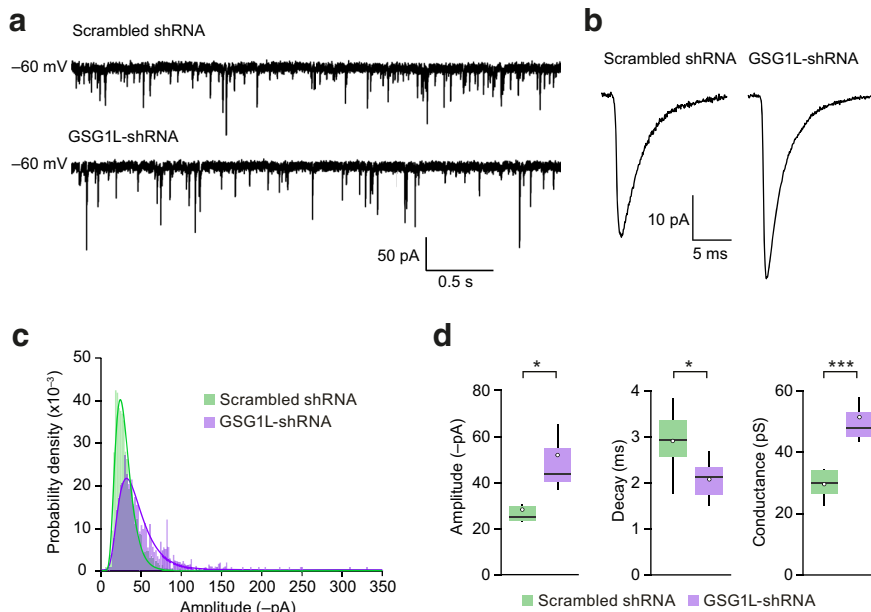 a
Scrambled shRNA
–60 mV
GSG1L-shRNA
–60 mV
50 pA
0.5 s
b
Scrambled shRNA GSG1L-shRNA
10 pA
5 ms
c
Probability density (x10⁻³)
50
40
30
20
10
0
0 50 100 150 200 250 300 350
Amplitude (–pA)
Scrambled shRNA
GSG1L-shRNA
d
Amplitude (–pA)
80
60
40
20
0
*
Decay (ms)
4
3
2
1
0
*
Conductance (pS)
60
40
20
0
***
Scrambled shRNA GSG1L-shRNA